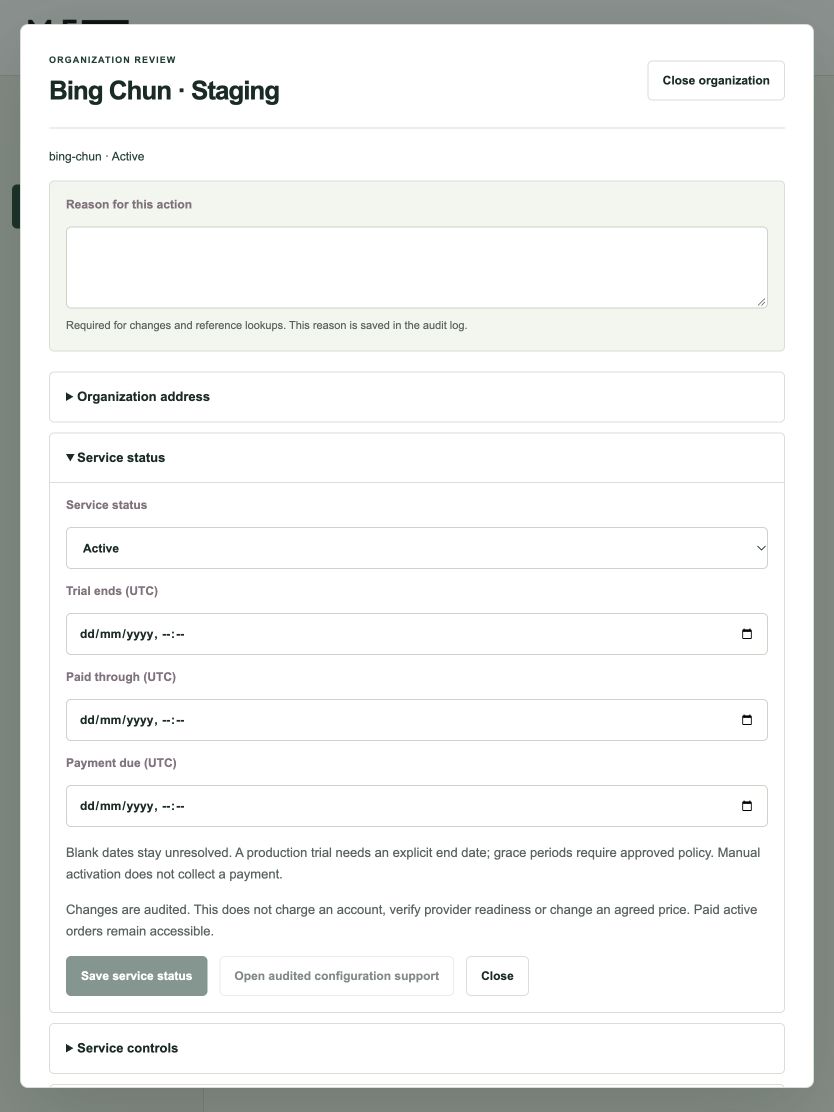 ORGANIZATION REVIEW
Bing Chun · Staging
Close organization
bing-chun · Active
Reason for this action
Required for changes and reference lookups. This reason is saved in the audit log.
Organization address
Service status
Service status
Active
Trial ends (UTC)
dd/mm/yyyy, --:--
Paid through (UTC)
dd/mm/yyyy, --:--
Payment due (UTC)
dd/mm/yyyy, --:--
Blank dates stay unresolved. A production trial needs an explicit end date; grace periods require approved policy. Manual
activation does not collect a payment.
Changes are audited. This does not charge an account, verify provider readiness or change an agreed price. Paid active
orders remain accessible.
Save service status
Open audited configuration support
Close
Service controls